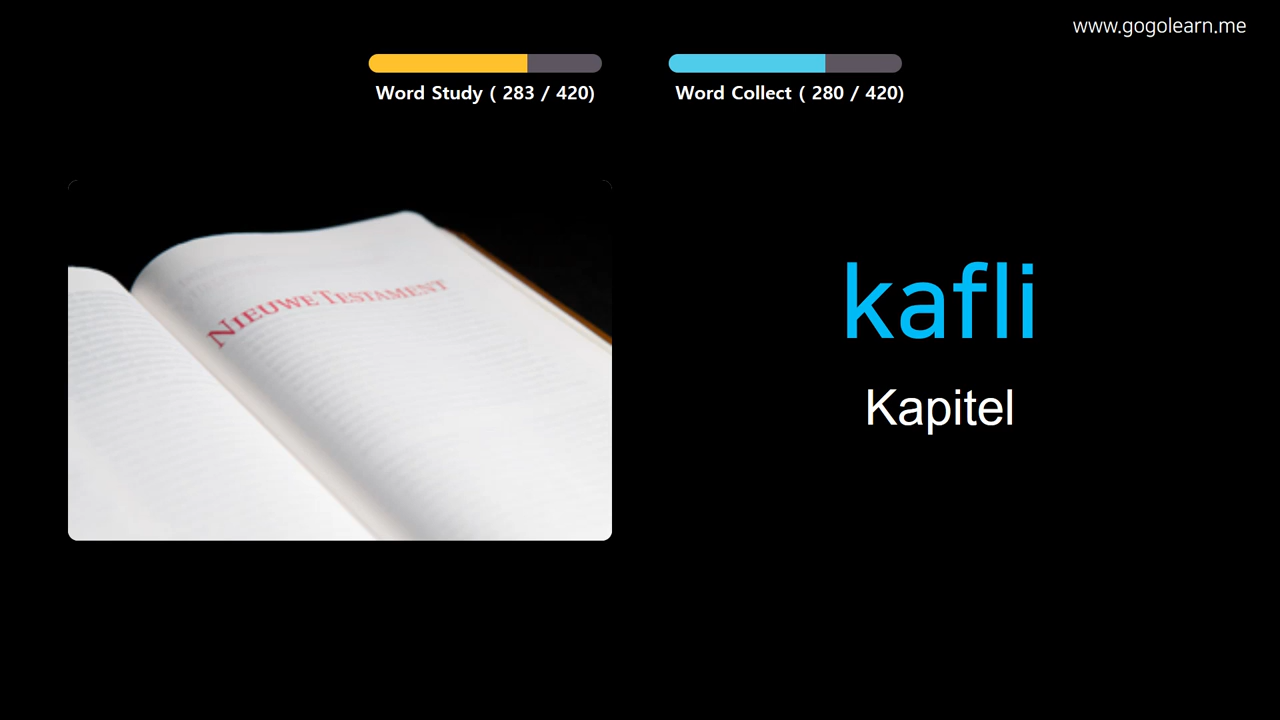 www.gogolearn.me
Word Study ( 283 / 420)
Word Collect ( 280 / 420)
NIEUWE TESTAMENT
kafli
Kapitel